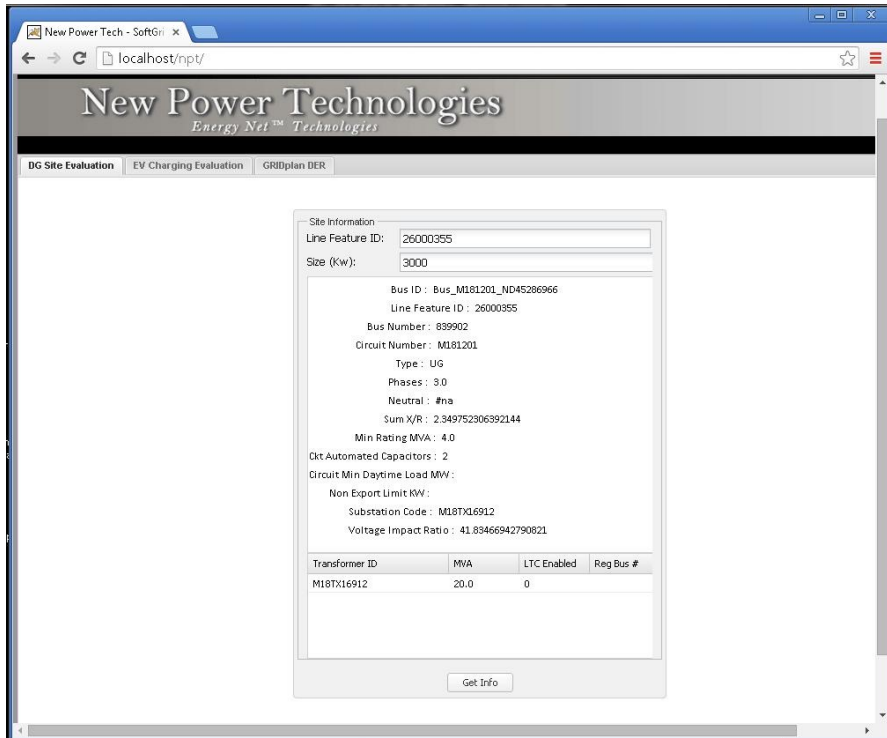 New Power Tech - SoftGri
localhost/npt/
New Power Technologies
Energy Net™ Technologies
DG Site Evaluation EV Charging Evaluation GRIDplan DER
Site Information
Line Feature ID: 26000355
Size (Kw): 3000
Bus ID : Bus_M181201_ND45286966
Line Feature ID : 26000355
Bus Number : 839902
Circuit Number : M181201
Type : UG
Phases : 3.0
Neutral : #na
Sum X/R : 2.349752306392144
Min Rating MVA : 4.0
Ckt Automated Capacitors : 2
Circuit Min Daytime Load MW :
Non Export Limit KW :
Substation Code : M18TX16912
Voltage Impact Ratio : 41.83466942790821
Transformer ID MVA LTC Enabled Reg Bus #
M18TX16912 20.0 0
Get Info